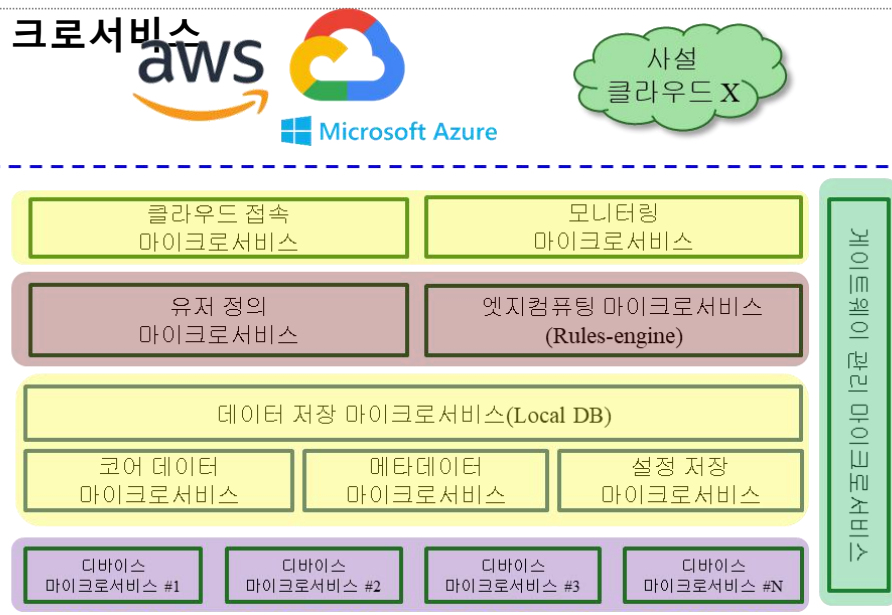 크로서비스
aws
Microsoft Azure
사설
클라우드 X
클라우드 접속
마이크로서비스
모니터링
마이크로서비스
유저 정의
마이크로서비스
엣지컴퓨팅 마이크로서비스
(Rules-engine)
데이터 저장 마이크로서비스(Local DB)
코어 데이터
마이크로서비스
메타데이터
마이크로서비스
설정 저장
마이크로서비스
디바이스
마이크로서비스 #1
디바이스
마이크로서비스 #2
디바이스
마이크로서비스 #3
디바이스
마이크로서비스 #N
게이트웨이 관리 마이크로서비스